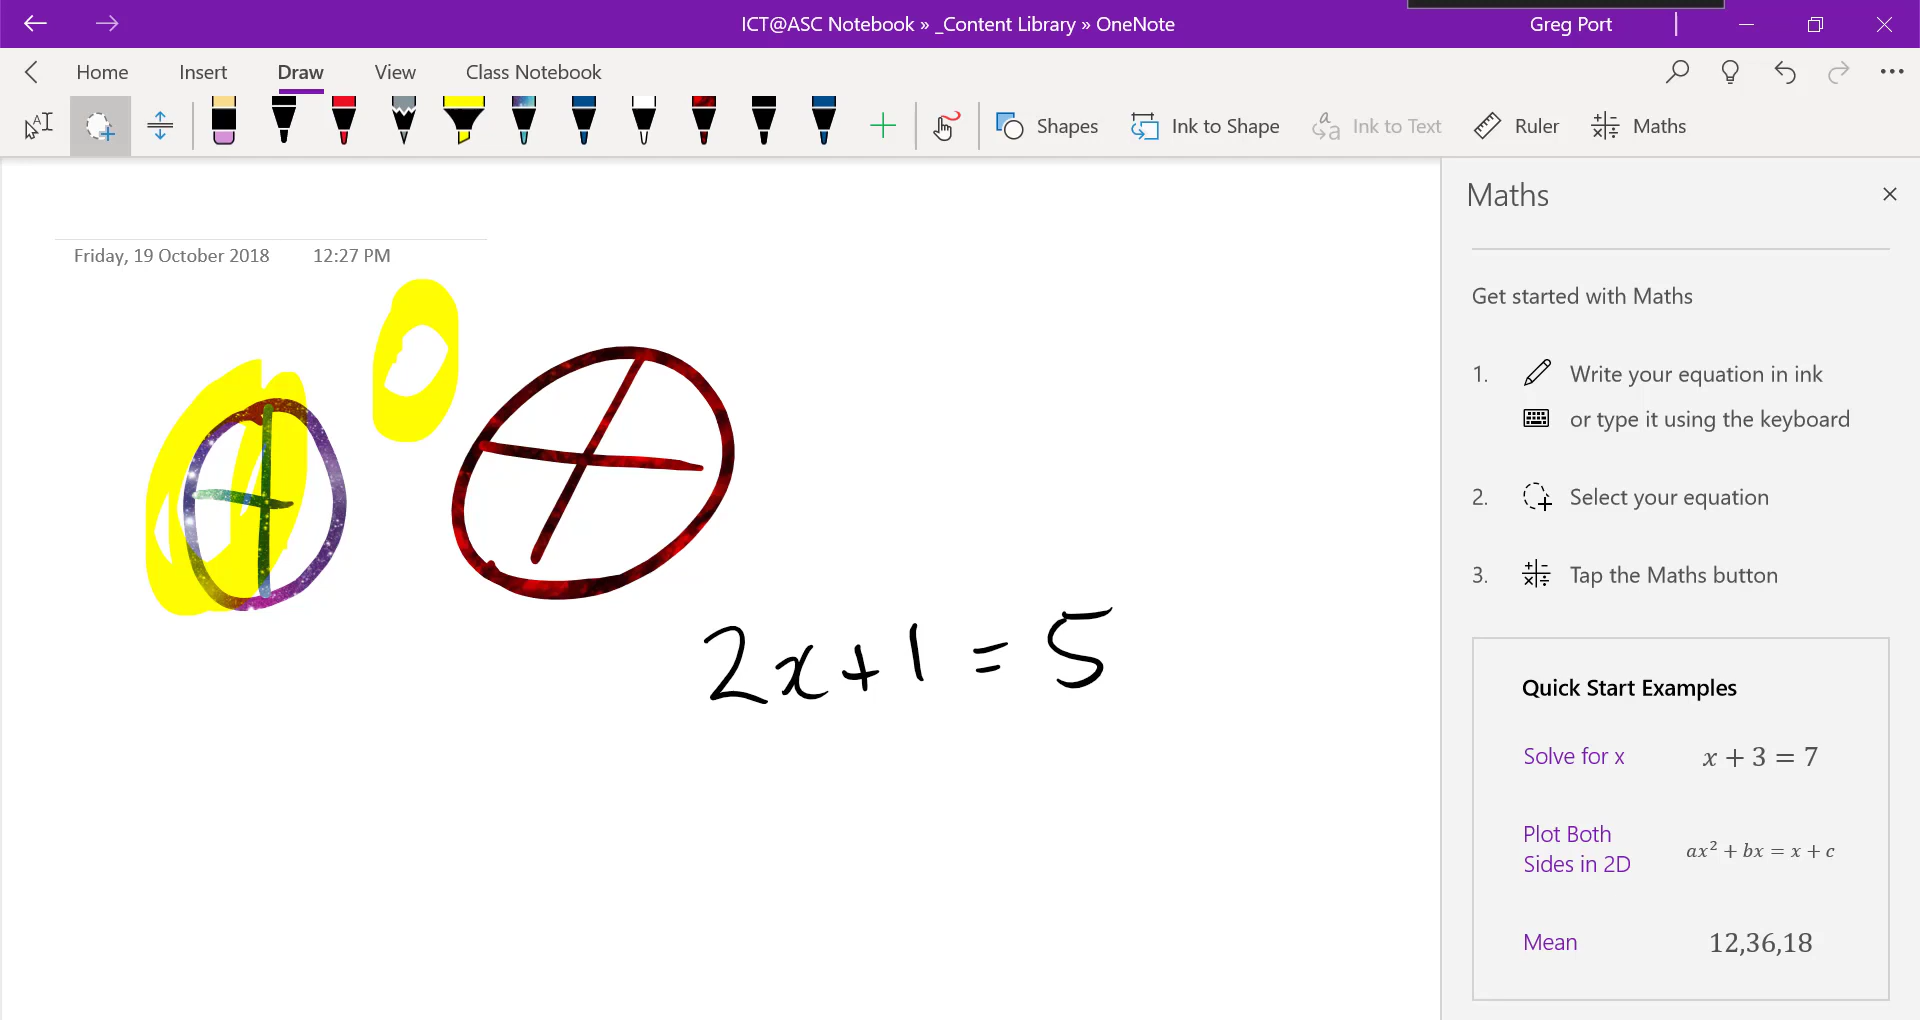 ICT@ASC Notebook » _Content Library » OneNote
Greg Port
Home Insert Draw View Class Notebook
Shapes Ink to Shape Ink to Text Ruler Maths
Friday, 19 October 2018 12:27 PM
2x+1=5
Maths
Get started with Maths
1. Write your equation in ink
or type it using the keyboard
2. Select your equation
3. Tap the Maths button
Quick Start Examples
Solve for x x + 3 = 7
Plot Both
Sides in 2D ax² + bx = x + c
Mean 12,36,18